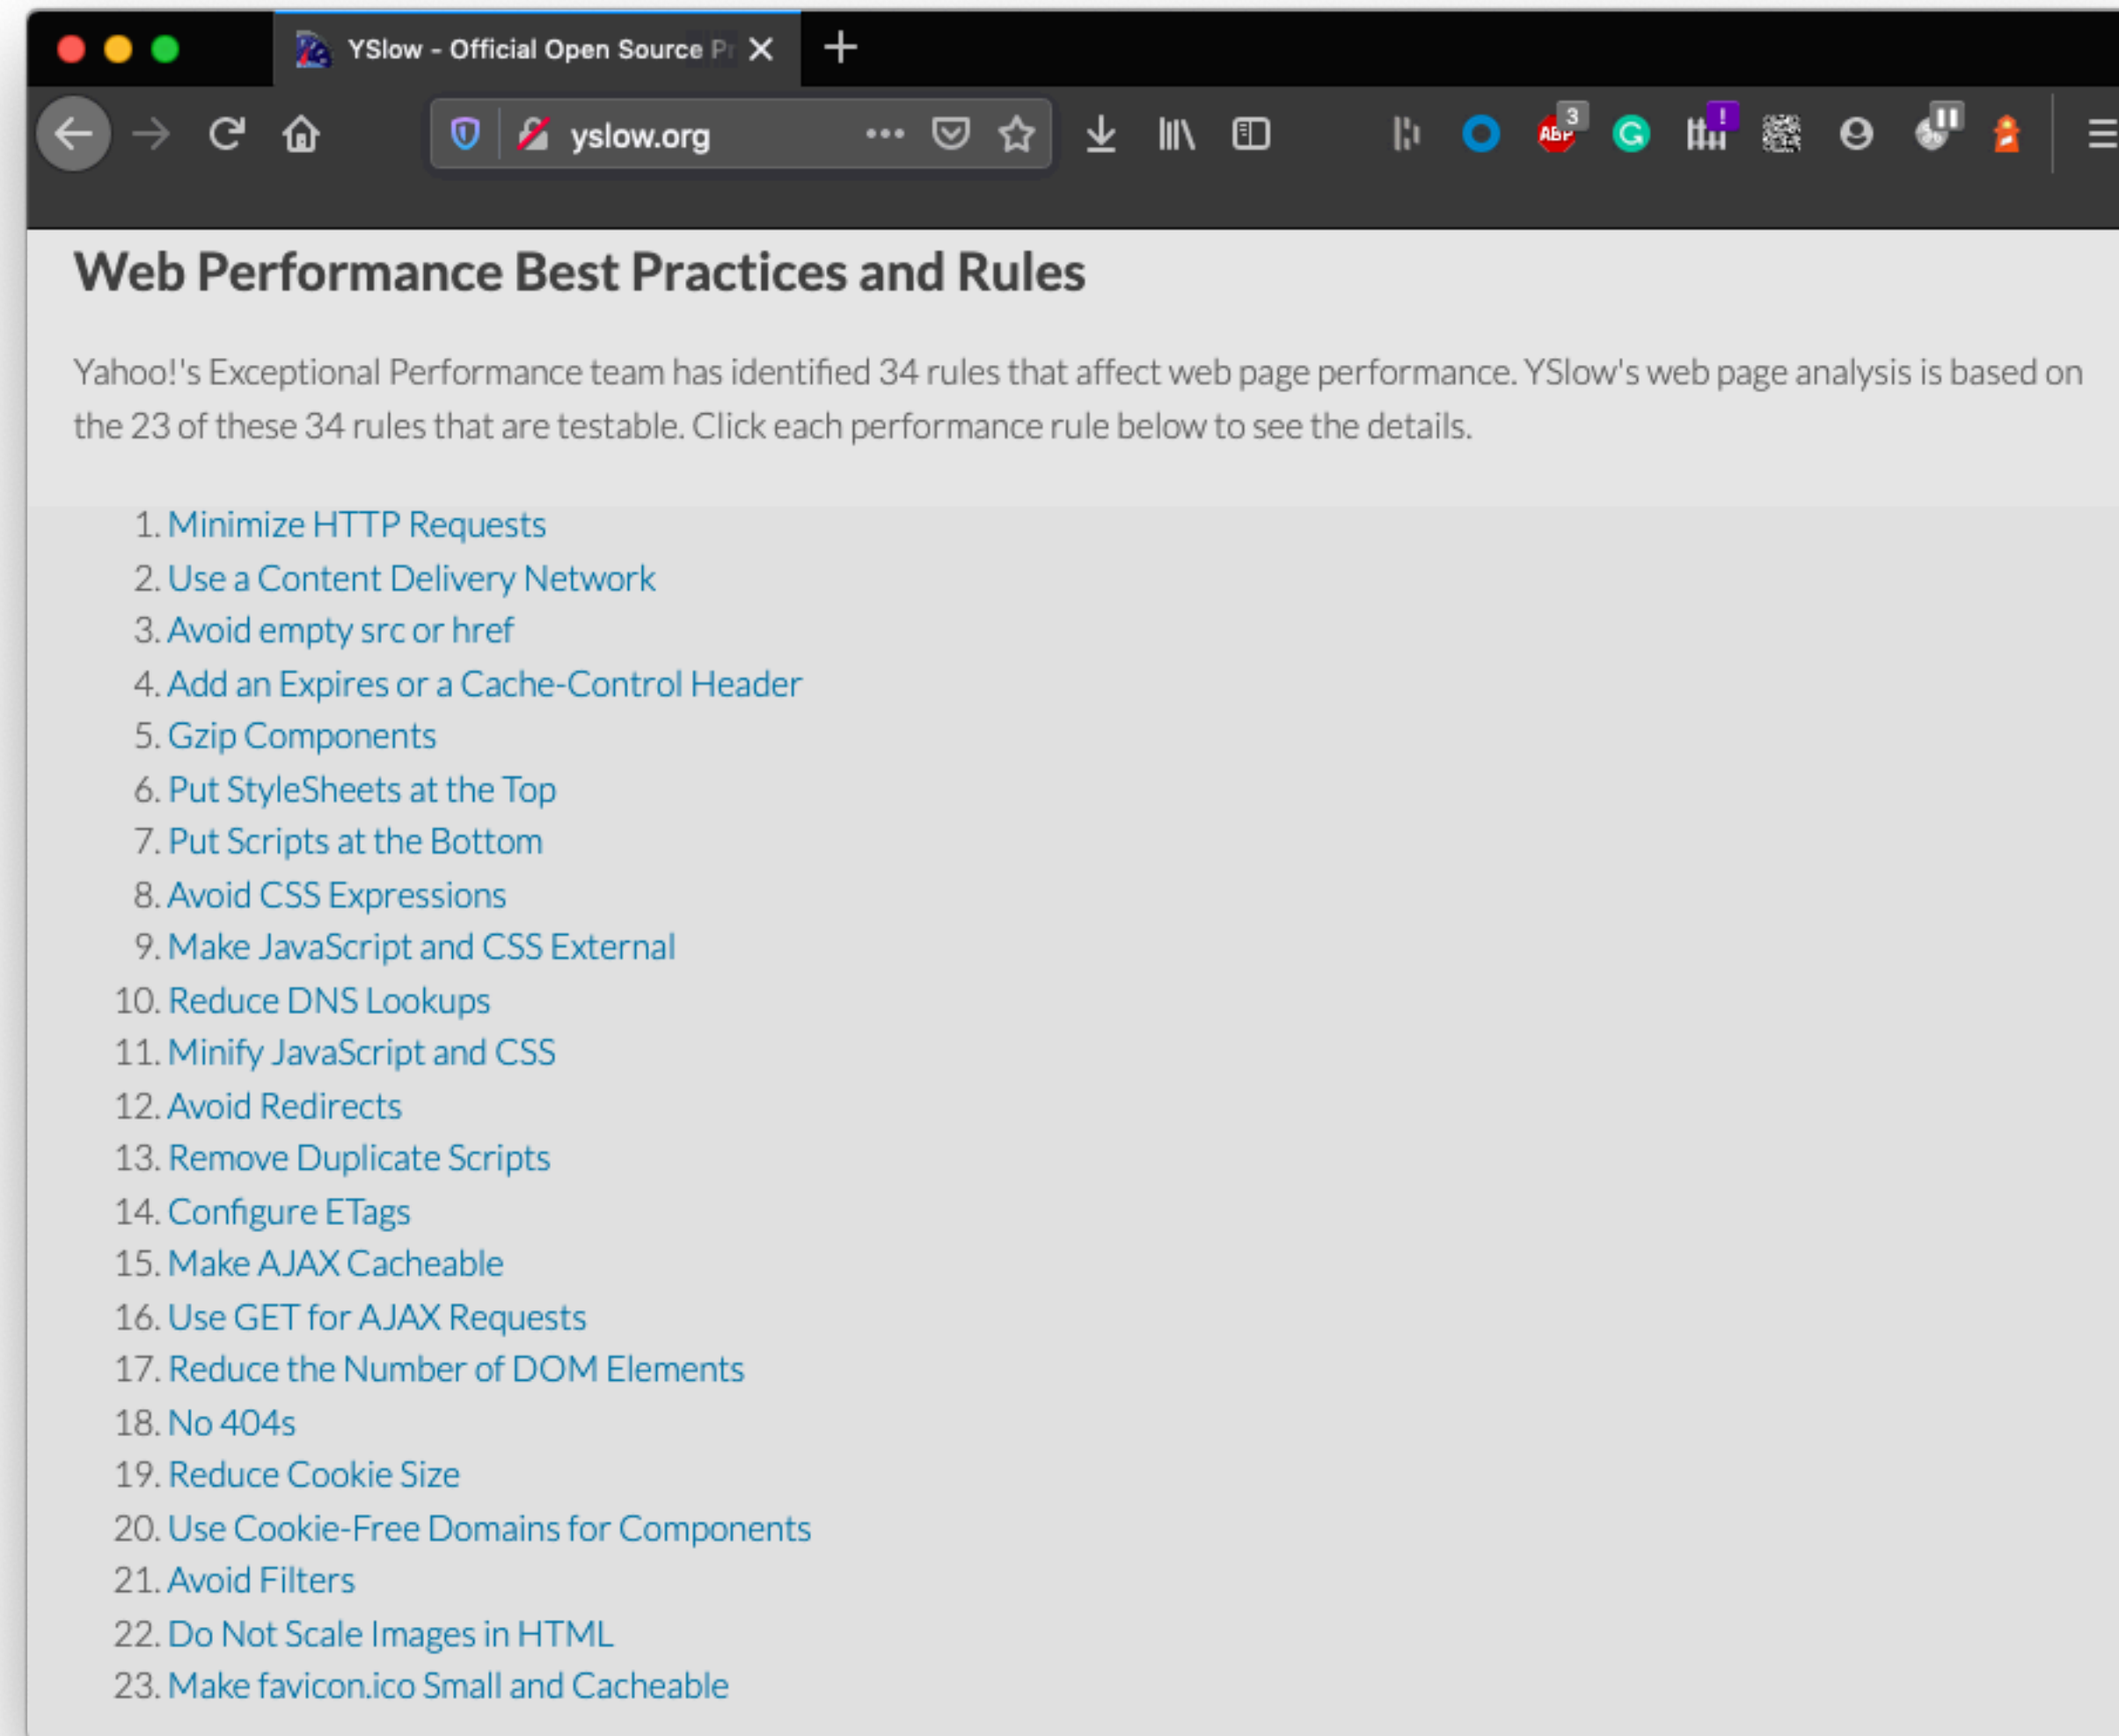 YSlow - Official Open Source Pr
yslow.org
ABP
3
G
!
Web Performance Best Practices and Rules
Yahoo!'s Exceptional Performance team has identified 34 rules that affect web page performance. YSlow's web page analysis is based on
the 23 of these 34 rules that are testable. Click each performance rule below to see the details.
1. Minimize HTTP Requests
2. Use a Content Delivery Network
3. Avoid empty src or href
4. Add an Expires or a Cache-Control Header
5. Gzip Components
6. Put StyleSheets at the Top
7. Put Scripts at the Bottom
8. Avoid CSS Expressions
9. Make JavaScript and CSS External
10. Reduce DNS Lookups
11. Minify JavaScript and CSS
12. Avoid Redirects
13. Remove Duplicate Scripts
14. Configure ETags
15. Make AJAX Cacheable
16. Use GET for AJAX Requests
17. Reduce the Number of DOM Elements
18. No 404s
19. Reduce Cookie Size
20. Use Cookie-Free Domains for Components
21. Avoid Filters
22. Do Not Scale Images in HTML
23. Make favicon.ico Small and Cacheable